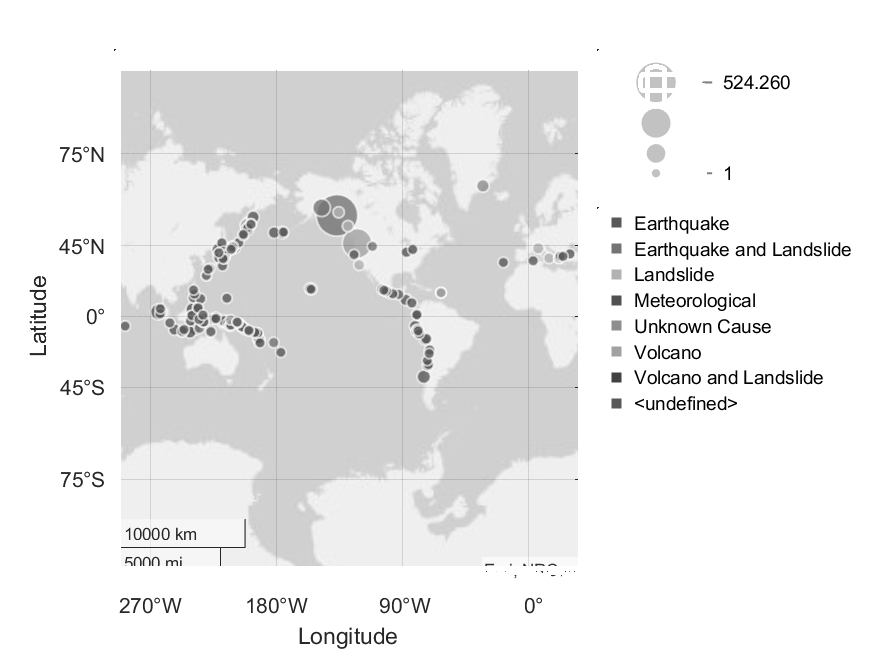 524.260
1
Earthquake
Earthquake and Landslide
Landslide
Meteorological
Unknown Cause
Volcano
Volcano and Landslide
<undefined>
75°N
45°N
0°
45°S
75°S
Latitude
10000 km
5000 mi
270°W 180°W 90°W 0°
Longitude